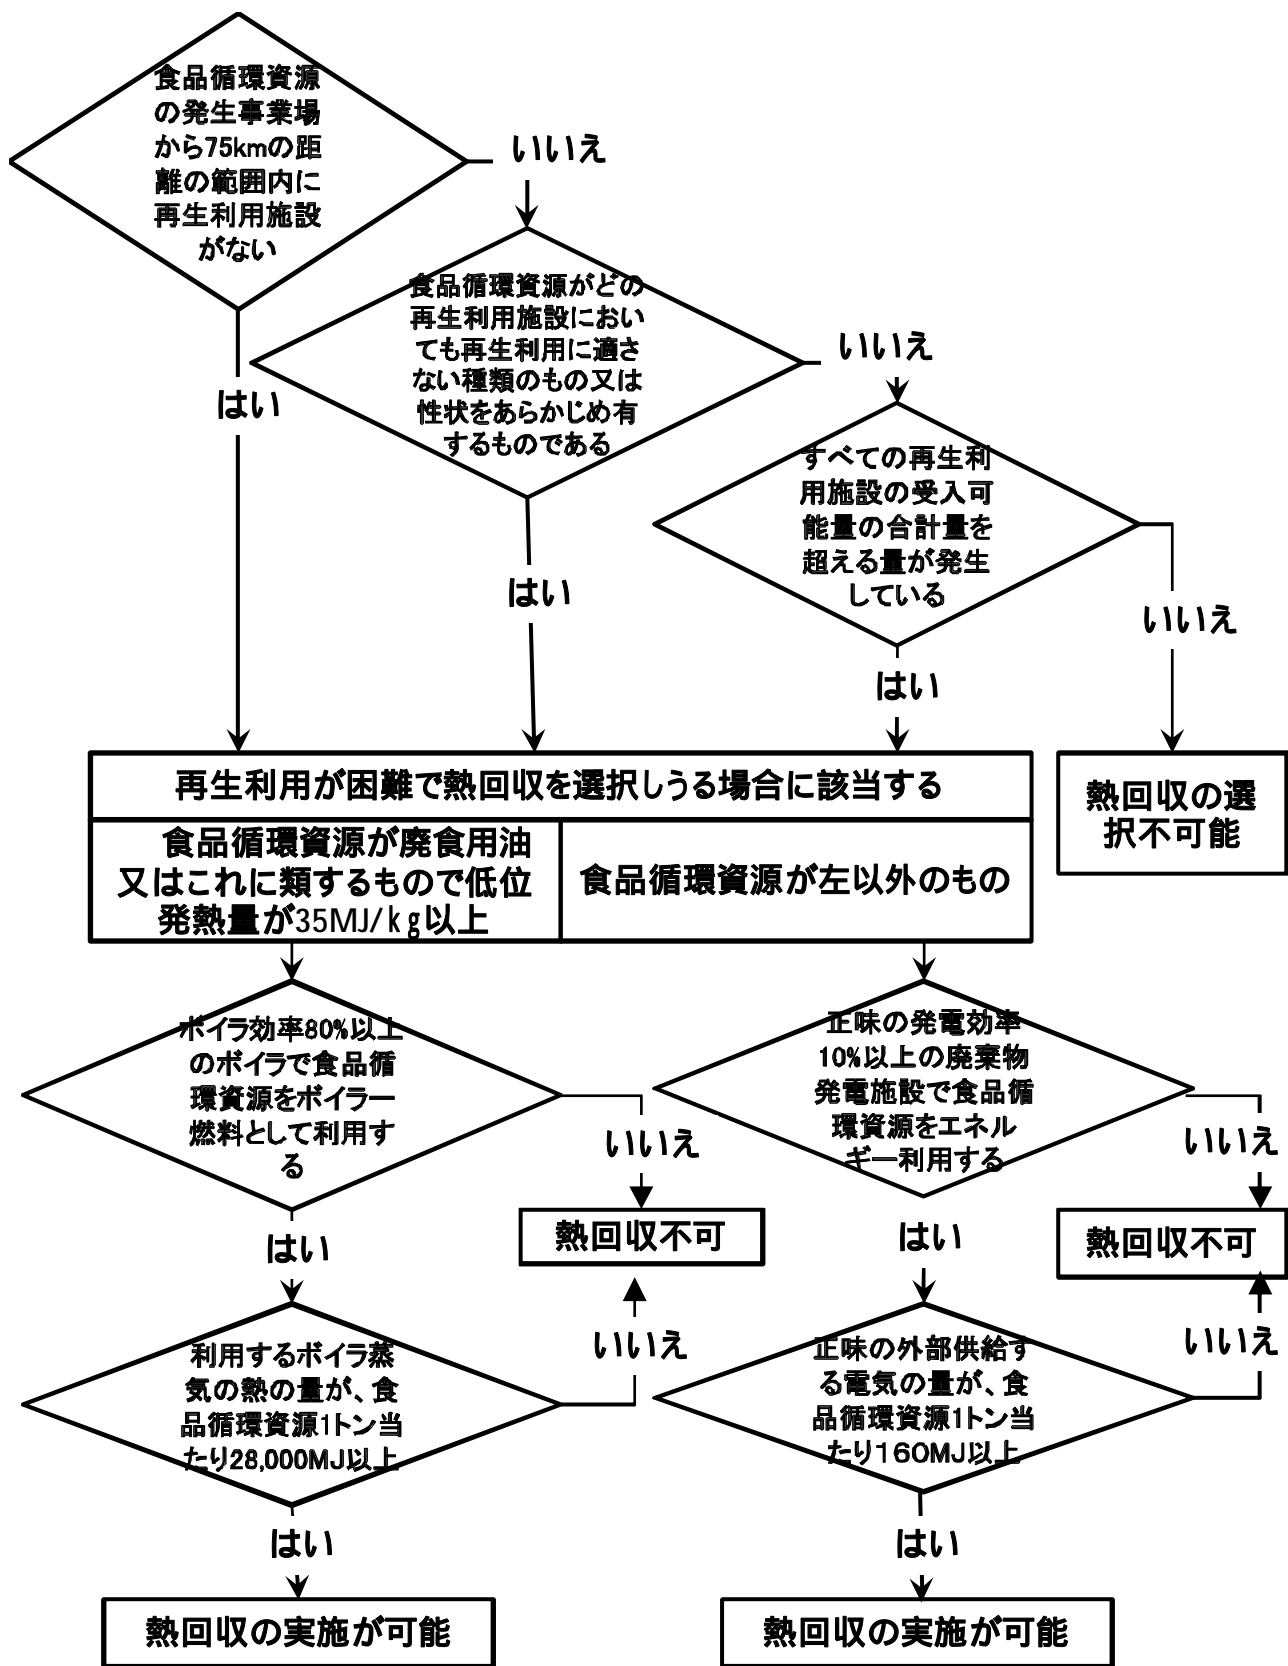 食品循環資源
の発生事業場
から75kmの距
離の範囲内に
再生利用施設
がない
いいえ
はい
食品循環資源がどの
再生利用施設におい
ても再生利用に適さ
ない種類のもの又は
性状をあらかじめ有
するものである
いいえ
はい
すべての再生利
用施設の受入可
能量の合計量を
超える量が発生
している
いいえ
はい
再生利用が困難で熱回収を選択しうる場合に該当する
熱回収の選
択不可能
食品循環資源が廃食用油
又はこれに類するもので低位
発熱量が35MJ/kg以上
食品循環資源が左以外のもの
ボイラ効率80%以上
のボイラで食品循
環資源をボイラー
燃料として利用す
る
いいえ
はい
熱回収不可
正味の発電効率
10%以上の廃棄物
発電施設で食品循
環資源をエネル
ギー利用する
いいえ
はい
熱回収不可
利用するボイラ蒸
気の熱の量が、食
品循環資源1トン当
たり28,000MJ以上
いいえ
はい
正味の外部供給す
る電気の量が、食
品循環資源1トン当
たり160MJ以上
いいえ
はい
熱回収の実施が可能
熱回収の実施が可能